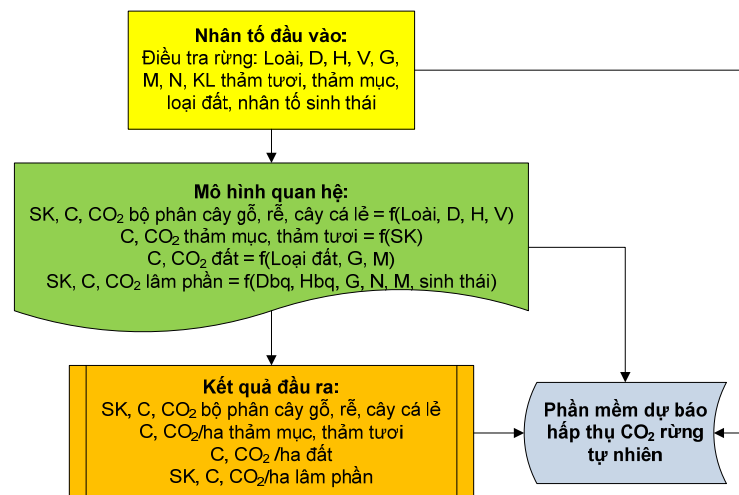 Nhân tố đầu vào:
Điều tra rừng: Loài, D, H, V, G,
M, N, KL thảm tươi, thảm mục,
loại đất, nhân tố sinh thái
Mô hình quan hệ:
SK, C, CO₂ bộ phân cây gỗ, rễ, cây cá lẻ = f(Loài, D, H, V)
C, CO₂ thảm mục, thảm tươi = f(SK)
C, CO₂ đất = f(Loại đất, G, M)
SK, C, CO₂ lâm phần = f(Dbq, Hbq, G, N, M, sinh thái)
Kết quả đầu ra:
SK, C, CO₂ bộ phân cây gỗ, rễ, cây cá lẻ
C, CO₂/ha thảm mục, thảm tươi
C, CO₂ /ha đất
SK, C, CO₂/ha lâm phần
Phần mềm dự báo
hấp thụ CO₂ rừng
tự nhiên